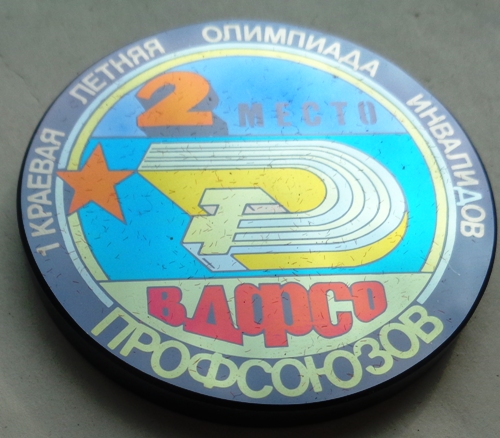 1 КРАЕВАЯ ЛЕТНЯЯ ОЛИМПИАДА ИНВАЛИДОВ
2 МЕСТО
ВДФСО
ПРОФСОЮЗОВ